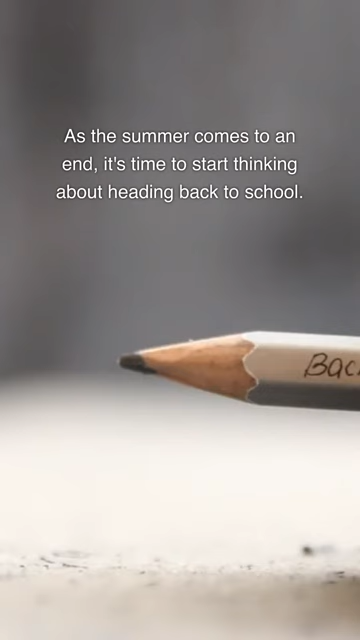 As the summer comes to an
end, it's time to start thinking
about heading back to school.